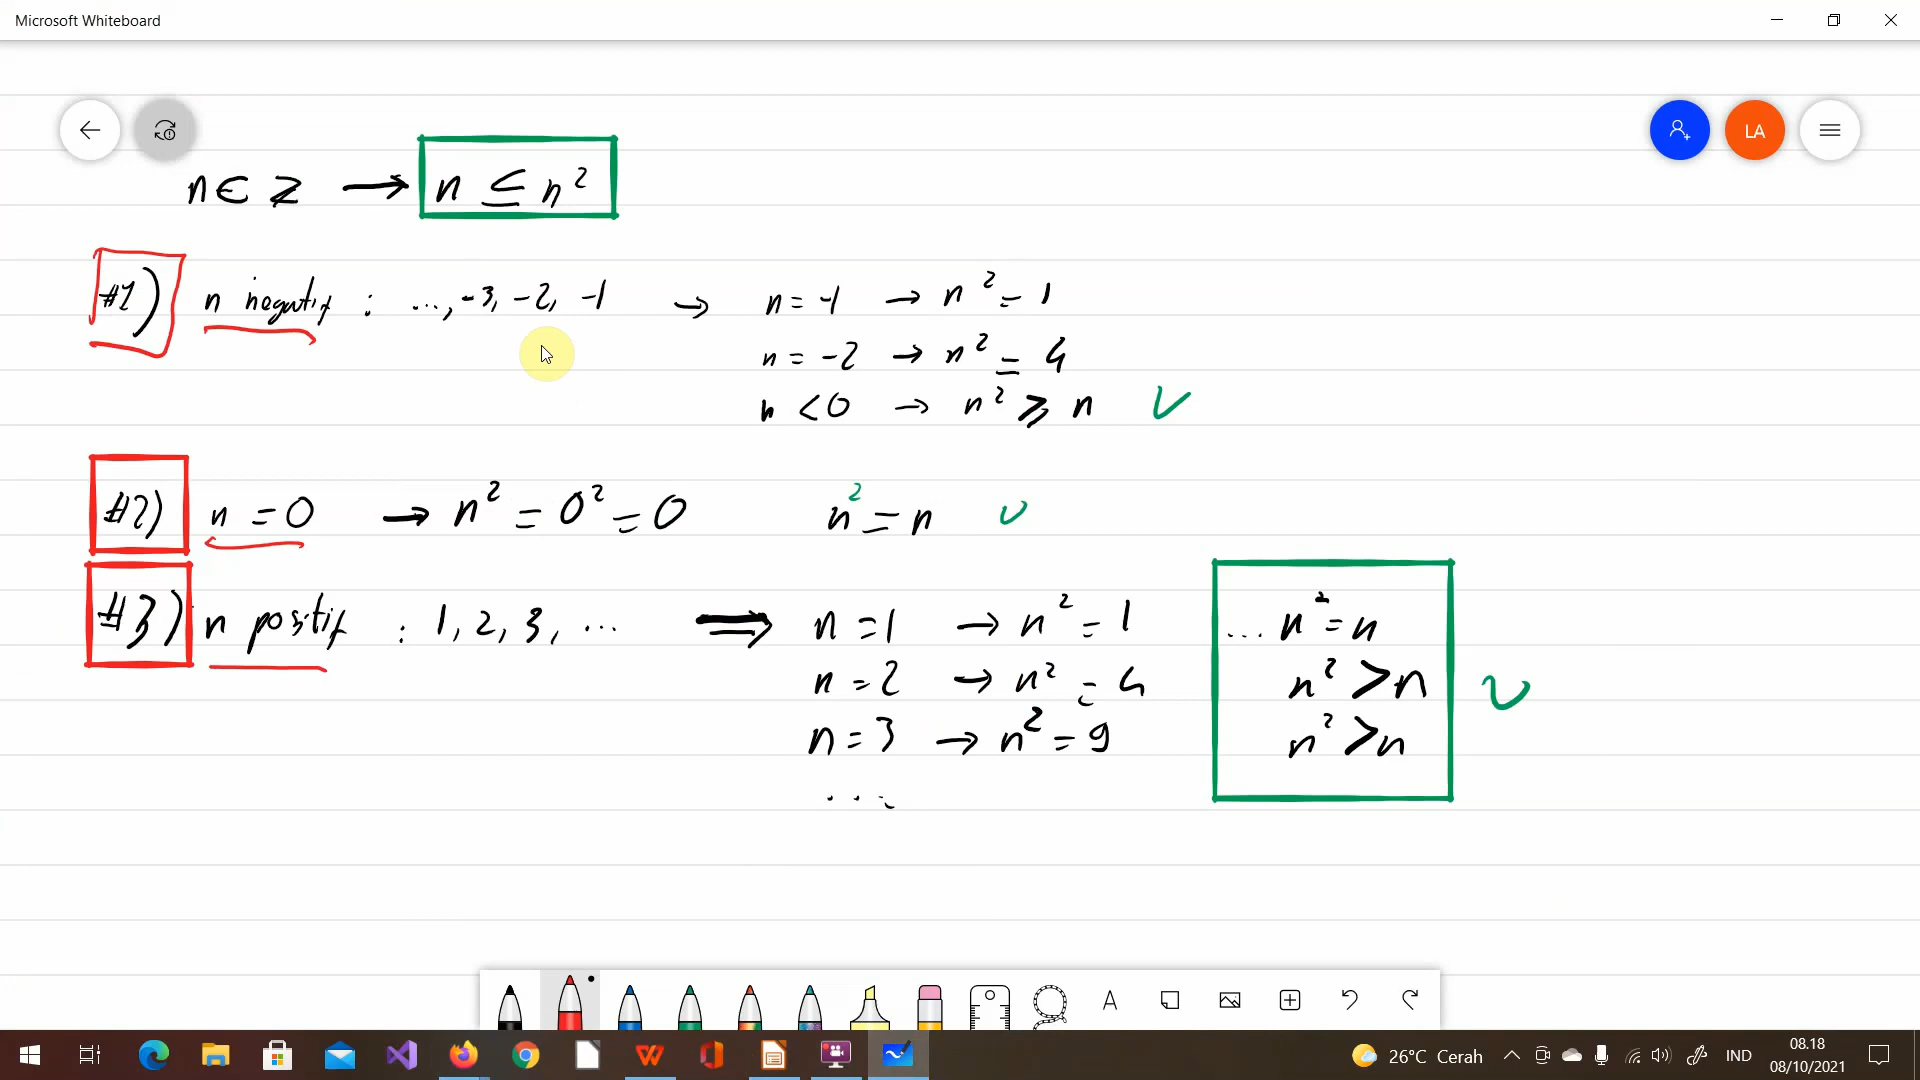 Microsoft Whiteboard
LA
n ∈ Z → n ≤ n²
#1) n negatif : ..., -3, -2, -1 → n = -1 → n² = 1
n = -2 → n² = 4
n < 0 → n² ⩾ n ✓
#2) n = 0 → n² = 0² = 0 n² = n ✓
#3) n positif : 1, 2, 3, ... ⇒ n = 1 → n² = 1 ... n² = n
n = 2 → n² = 4 n² > n ✓
n = 3 → n² = 9 n² > n
...
26°C Cerah
IND
08.18
08/10/2021